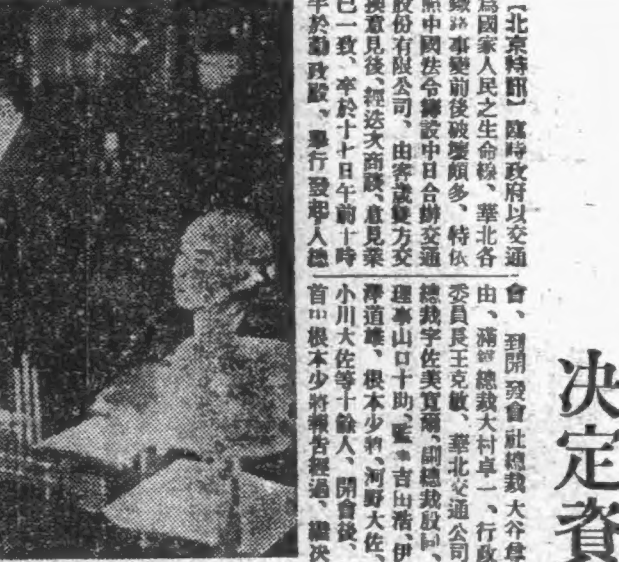 决定資
【北京特訊】臨時政府以交通
為國家人民之生命線、華北各
鐵路事變前後破壞頗多、特依
照中國法令籌設中日合辦交通
股份有限公司、由客歲雙方交
換意見後、經迭次商談、意見業
已一致、本於十七日午前十時
半於勤政殿、舉行發起人總
會、到開發會社總裁大谷尊
由、滿鐵總裁大村卓一、行政
委員長王克敏、華北交通公司
總裁宇佐美寬爾、副總裁殷同、
理事山口十助、監事吉田浩、伊
澤道雄、根本少將、河野大佐、
小川大佐等十餘人、開會後、
首由根本少將報告經過、繼決